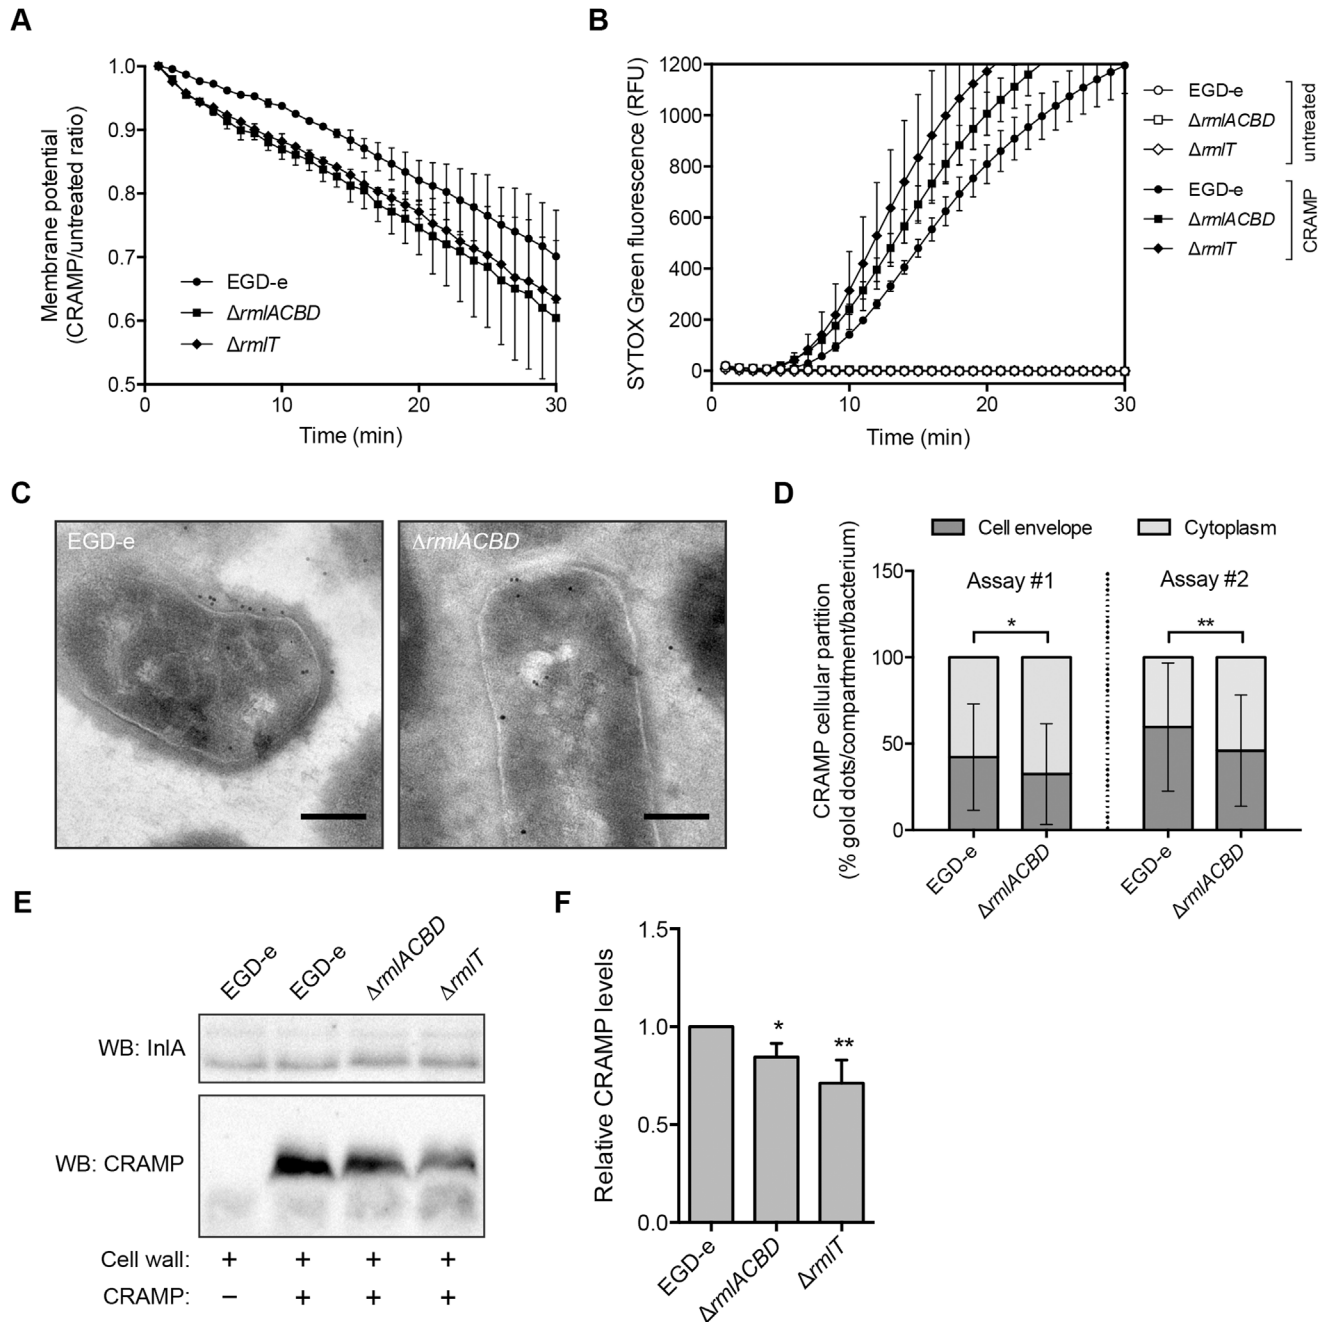 A
Membrane potential
(CRAMP/untreated ratio)
1.0
0.9
0.8
0.7
0.6
0.5
EGD-e
ΔrmlACBD
ΔrmlT
0 10 20 30
Time (min)
B
SYTOX Green fluorescence (RFU)
1200
1000
800
600
400
200
0
0 10 20 30
Time (min)
EGD-e
ΔrmlACBD
ΔrmlT
untreated
EGD-e
ΔrmlACBD
ΔrmlT
CRAMP
C
EGD-e
ΔrmlACBD
D
Cell envelope
Cytoplasm
CRAMP cellular partition
(% gold dots/compartment/bacterium)
150
100
50
0
Assay #1
Assay #2
*
**
EGD-e
ΔrmlACBD
EGD-e
ΔrmlACBD
E
EGD-e
EGD-e
ΔrmlACBD
ΔrmlT
WB: InlA
WB: CRAMP
Cell wall: + + + +
CRAMP: – + + +
F
Relative CRAMP levels
1.5
1.0
0.5
0.0
*
**
EGD-e
ΔrmlACBD
ΔrmlT